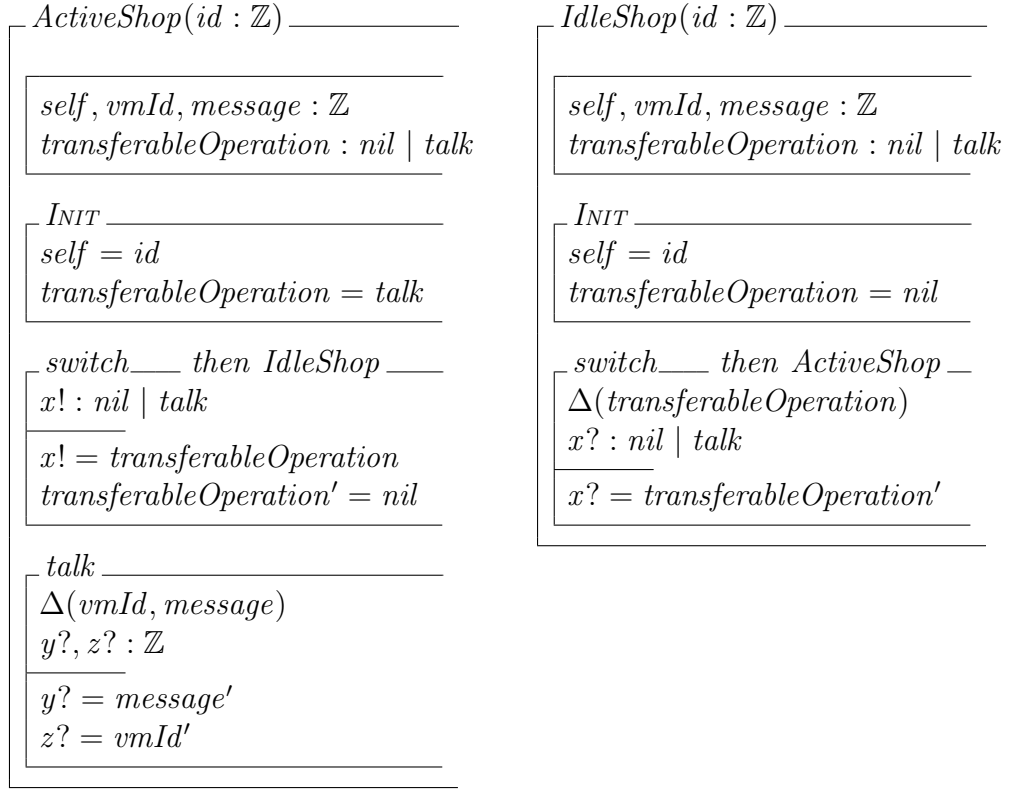 ActiveShop(id : ℤ)
self, vmId, message : ℤ
transferableOperation : nil | talk
INIT
self = id
transferableOperation = talk
switch___ then IdleShop
x! : nil | talk
x! = transferableOperation
transferableOperation′ = nil
talk
Δ(vmId, message)
y?, z? : ℤ
y? = message′
z? = vmId′
IdleShop(id : ℤ)
self, vmId, message : ℤ
transferableOperation : nil | talk
INIT
self = id
transferableOperation = nil
switch___ then ActiveShop
Δ(transferableOperation)
x? : nil | talk
x? = transferableOperation′